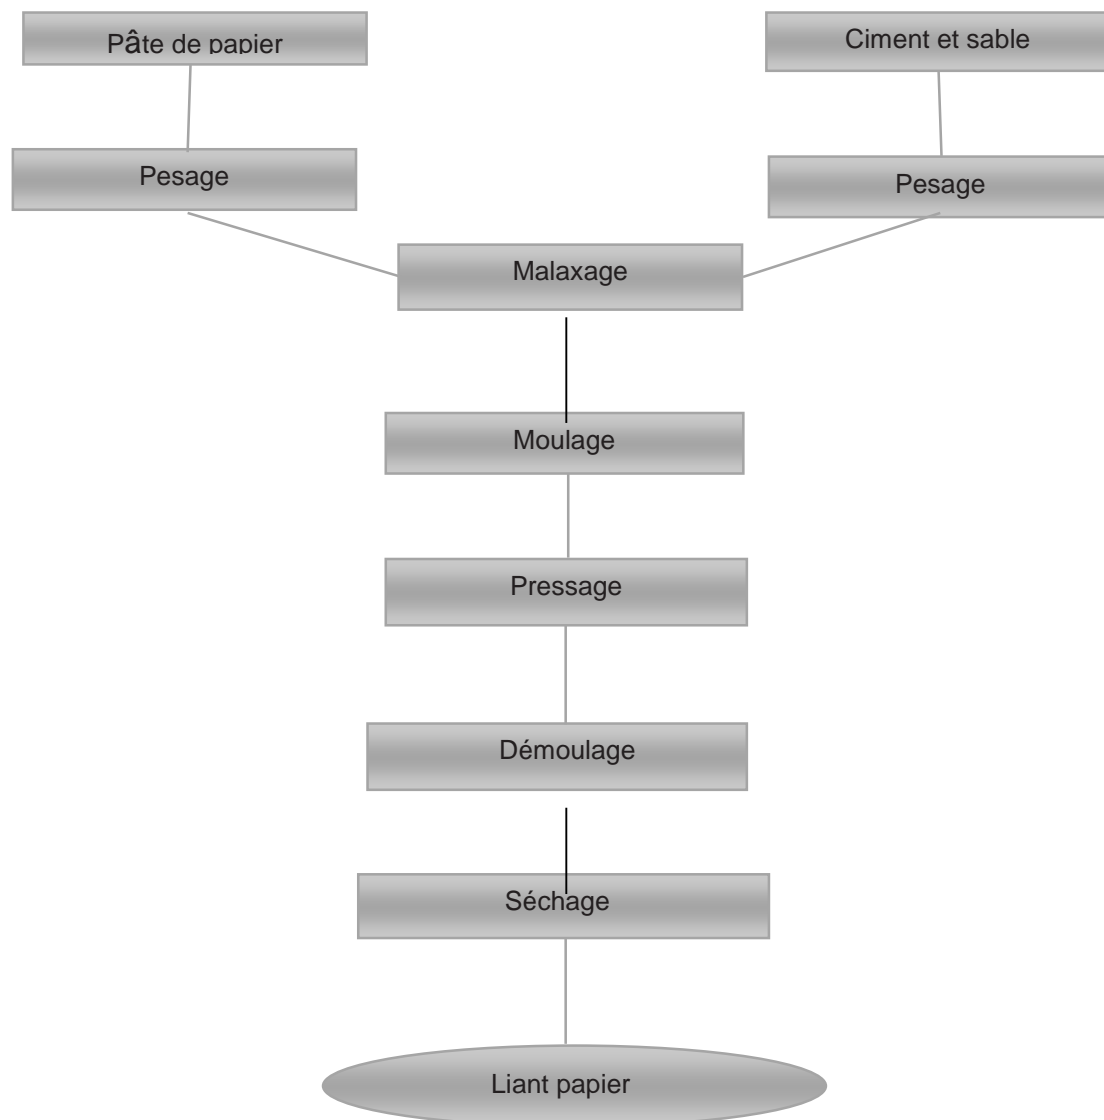 Pâte de papier
Ciment et sable
Pesage
Pesage
Malaxage
Moulage
Pressage
Démoulage
Séchage
Liant papier